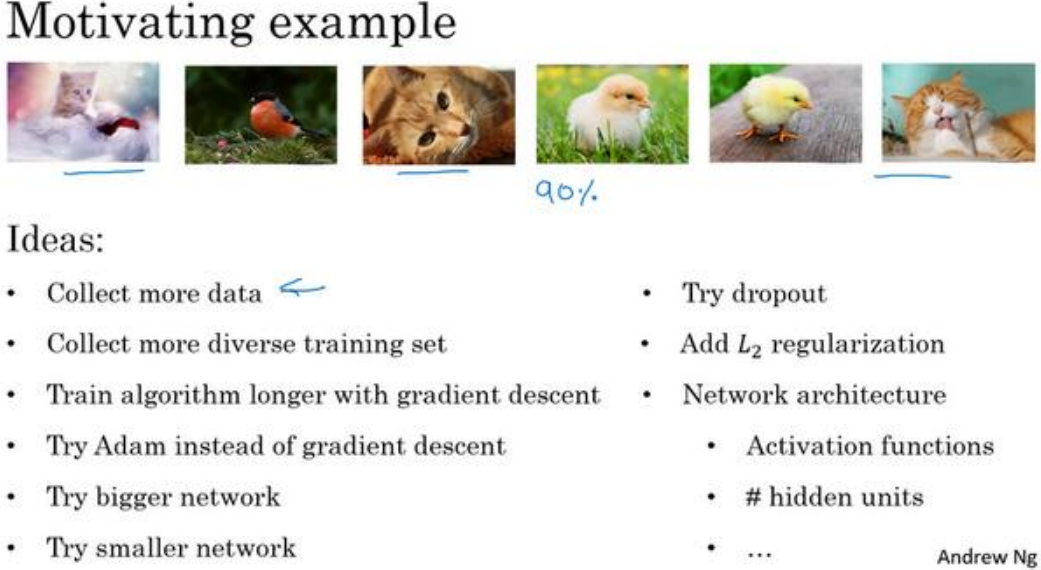 Motivating example
90%
Ideas:
• Collect more data
• Collect more diverse training set
• Train algorithm longer with gradient descent
• Try Adam instead of gradient descent
• Try bigger network
• Try smaller network
• Try dropout
• Add L₂ regularization
• Network architecture
• Activation functions
• # hidden units
• ...
Andrew Ng